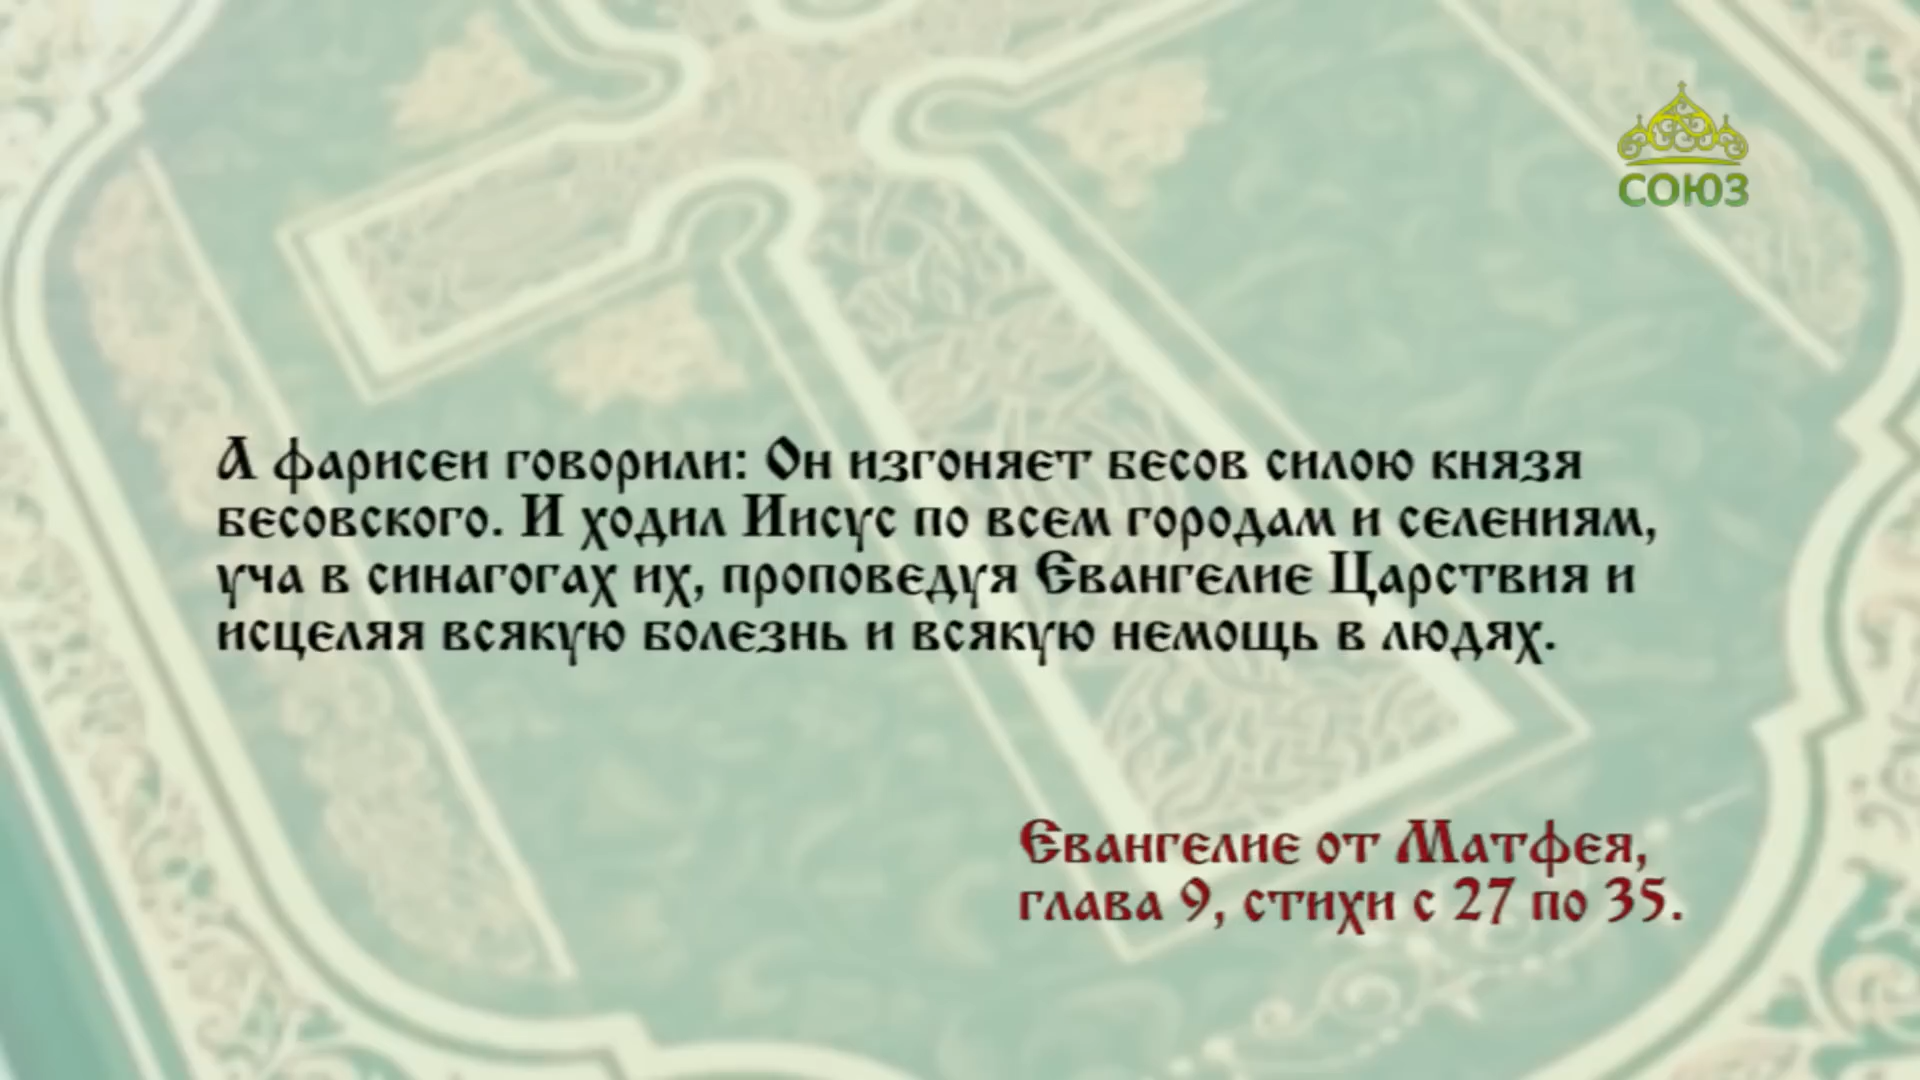 СОЮЗ
А фарисеи говорили: Он изгоняет бесов силою князя
бесовского. И ходил Иисус по всем городам и селениям,
уча в синагогах их, проповедуя Евангелие Царствия и
исцеляя всякую болезнь и всякую немощь в людях.
Евангелие от Матфея,
глава 9, стихи с 27 по 35.